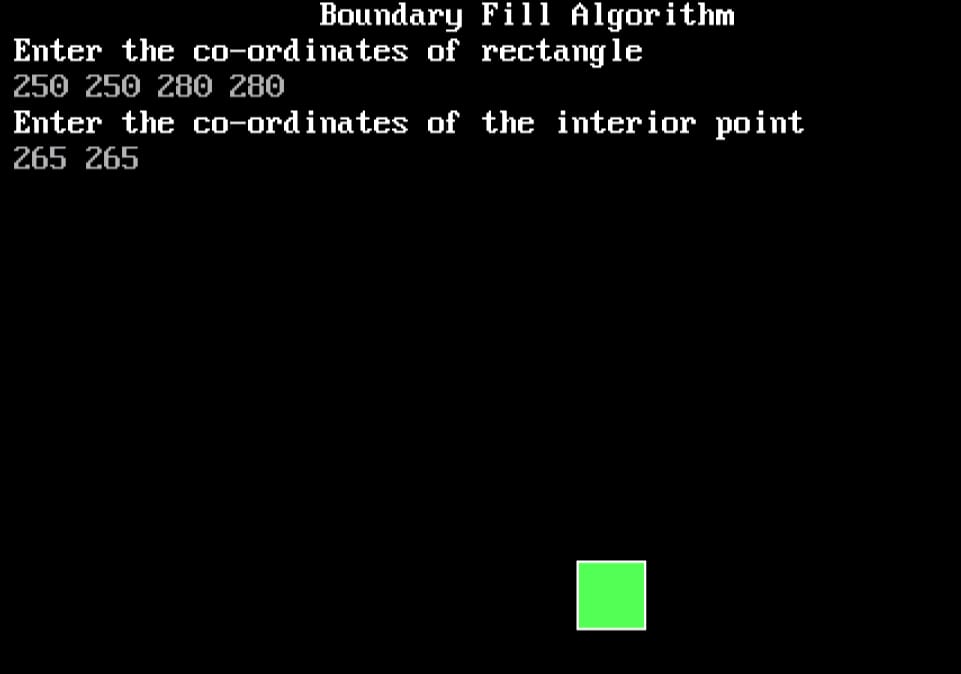 Boundary Fill Algorithm
Enter the co-ordinates of rectangle
250 250 280 280
Enter the co-ordinates of the interior point
265 265